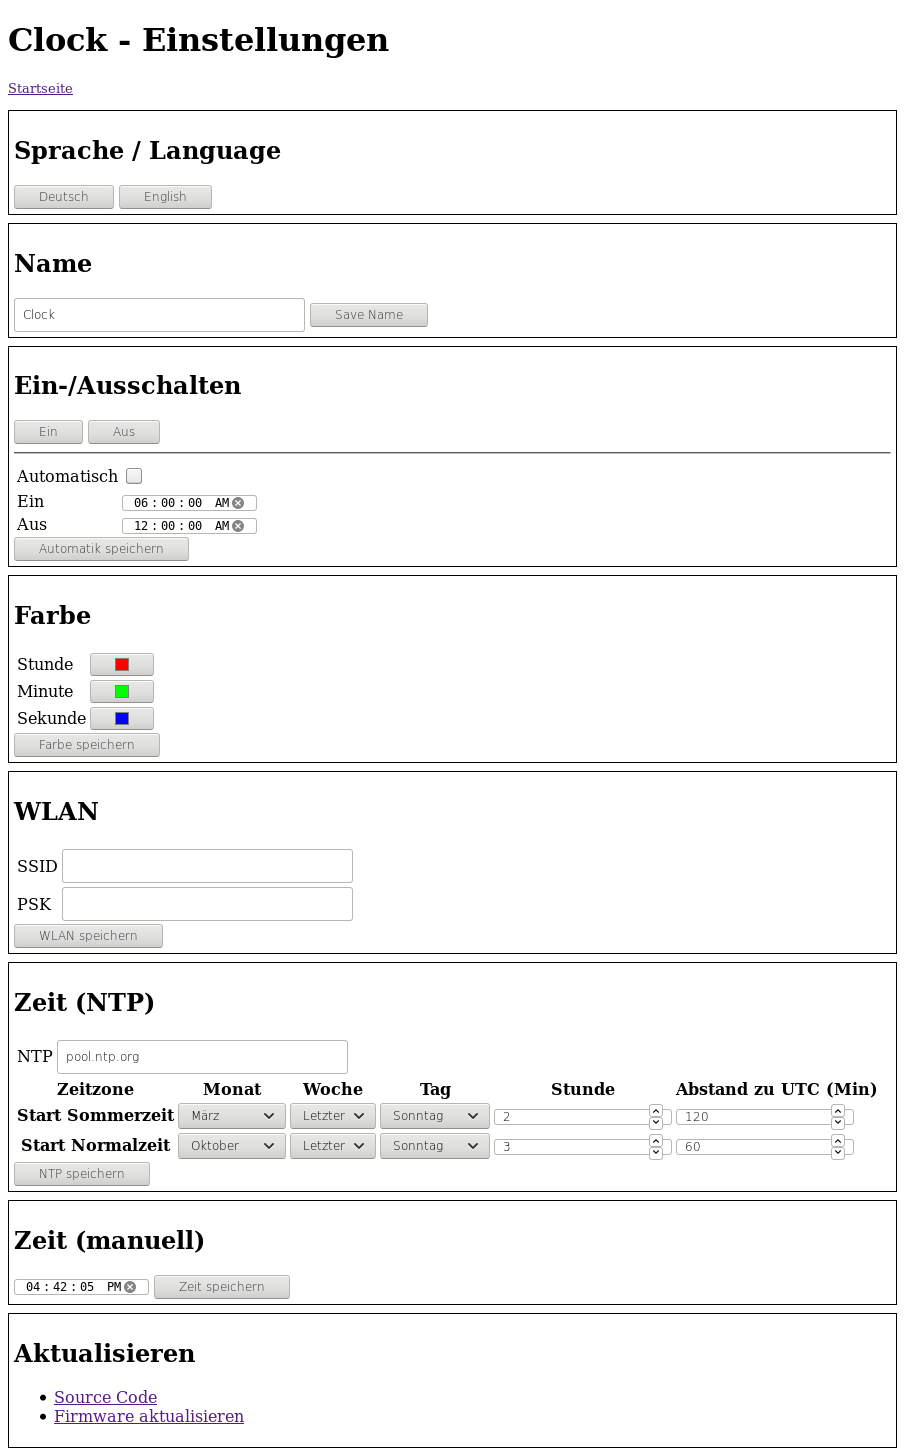 Clock - Einstellungen
Startseite
Sprache / Language
Deutsch English
Name
Clock Save Name
Ein-/Ausschalten
Ein Aus
Automatisch
Ein 06:00:00 AM
Aus 12:00:00 AM
Automatik speichern
Farbe
Stunde
Minute
Sekunde
Farbe speichern
WLAN
SSID
PSK
WLAN speichern
Zeit (NTP)
NTP pool.ntp.org
Zeitzone Monat Woche Tag Stunde Abstand zu UTC (Min)
Start Sommerzeit März Letzter Sonntag 2 120
Start Normalzeit Oktober Letzter Sonntag 3 60
NTP speichern
Zeit (manuell)
04:42:05 PM Zeit speichern
Aktualisieren
Source Code
Firmware aktualisieren